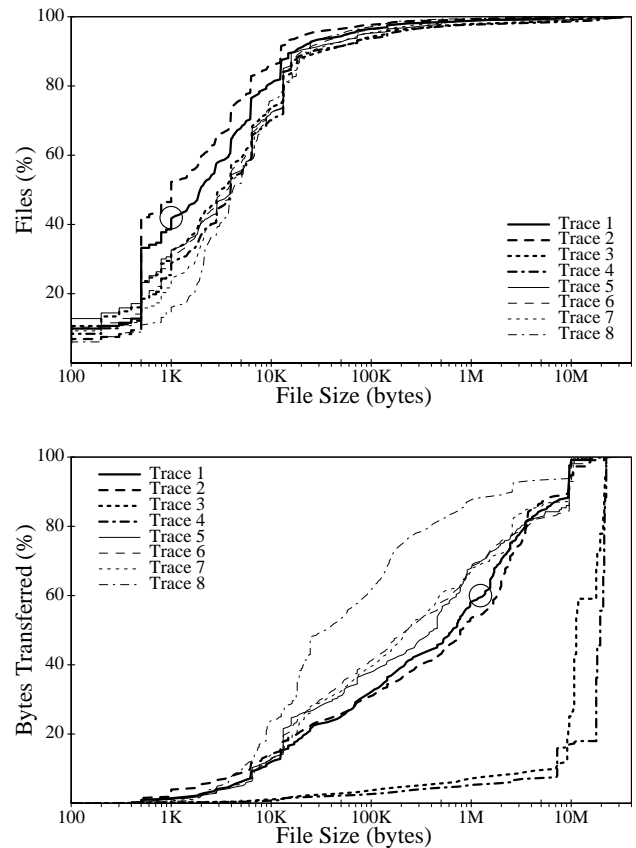 100
80
60
40
20
Files (%)
Trace 1
Trace 2
Trace 3
Trace 4
Trace 5
Trace 6
Trace 7
Trace 8
100 1K 10K 100K 1M 10M
File Size (bytes)
100
80
60
40
20
Bytes Transferred (%)
Trace 1
Trace 2
Trace 3
Trace 4
Trace 5
Trace 6
Trace 7
Trace 8
100 1K 10K 100K 1M 10M
File Size (bytes)